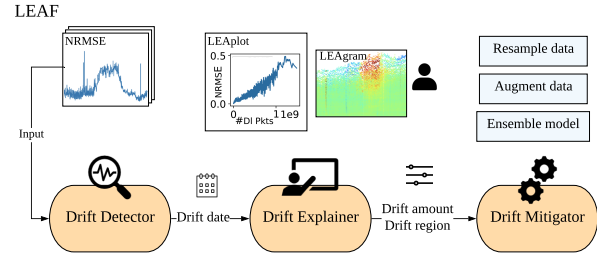 LEAF
NRMSE
LEAplot
0.5
NRMSE
0.0
0
11e9
#DI Pkts
LEAgram
Resample data
Augment data
Ensemble model
Input
Drift Detector
Drift date
Drift Explainer
Drift amount
Drift region
Drift Mitigator